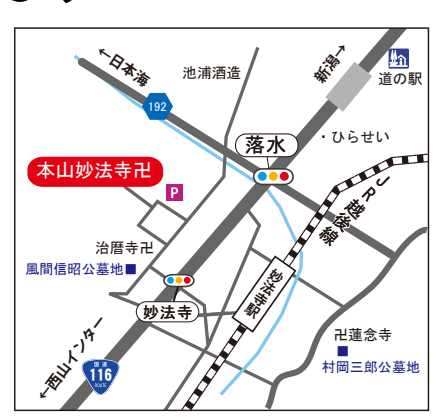 ←日本海
池浦酒造
新潟→
道の駅
192
落水
・ひらせい
本山妙法寺卍
P
JR越後線
治暦寺卍
風間信昭公墓地■
妙法寺駅
妙法寺
卍蓮念寺
村岡三郎公墓地
←西山インター
国道
116
ROUTE